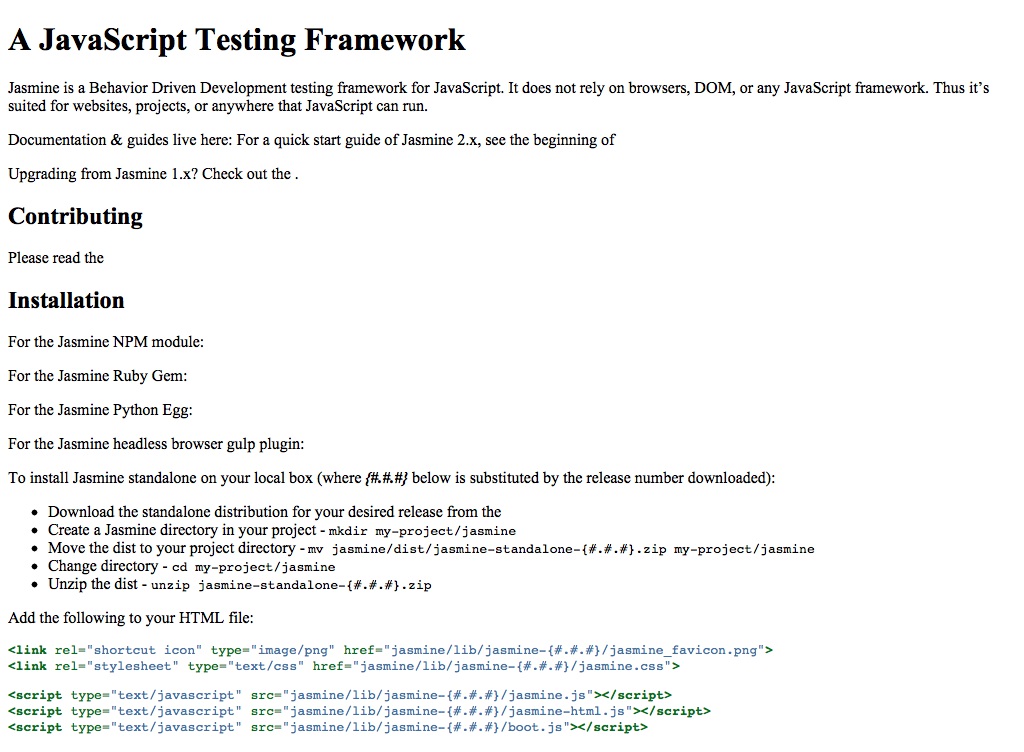 A JavaScript Testing Framework
Jasmine is a Behavior Driven Development testing framework for JavaScript. It does not rely on browsers, DOM, or any JavaScript framework. Thus it’s
suited for websites, projects, or anywhere that JavaScript can run.
Documentation & guides live here: For a quick start guide of Jasmine 2.x, see the beginning of
Upgrading from Jasmine 1.x? Check out the .
Contributing
Please read the
Installation
For the Jasmine NPM module:
For the Jasmine Ruby Gem:
For the Jasmine Python Egg:
For the Jasmine headless browser gulp plugin:
To install Jasmine standalone on your local box (where {#.#.#} below is substituted by the release number downloaded):
• Download the standalone distribution for your desired release from the
• Create a Jasmine directory in your project - mkdir my-project/jasmine
• Move the dist to your project directory - mv jasmine/dist/jasmine-standalone-{#.#.#}.zip my-project/jasmine
• Change directory - cd my-project/jasmine
• Unzip the dist - unzip jasmine-standalone-{#.#.#}.zip
Add the following to your HTML file:
<link rel="shortcut icon" type="image/png" href="jasmine/lib/jasmine-{#.#.#}/jasmine_favicon.png">
<link rel="stylesheet" type="text/css" href="jasmine/lib/jasmine-{#.#.#}/jasmine.css">
<script type="text/javascript" src="jasmine/lib/jasmine-{#.#.#}/jasmine.js"></script>
<script type="text/javascript" src="jasmine/lib/jasmine-{#.#.#}/jasmine-html.js"></script>
<script type="text/javascript" src="jasmine/lib/jasmine-{#.#.#}/boot.js"></script>